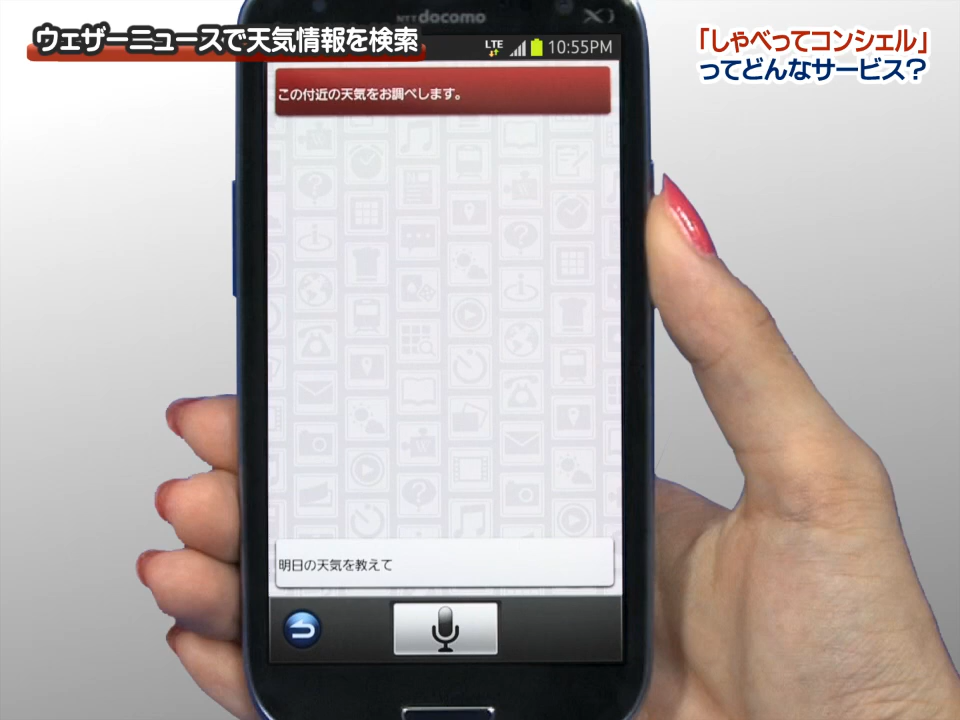 ウェザーニュースで天気情報を検索
「しゃべってコンシェル」
ってどんなサービス?
NTT docomo
Xi
LTE
10:55PM
この付近の天気をお調べします。
明日の天気を教えて